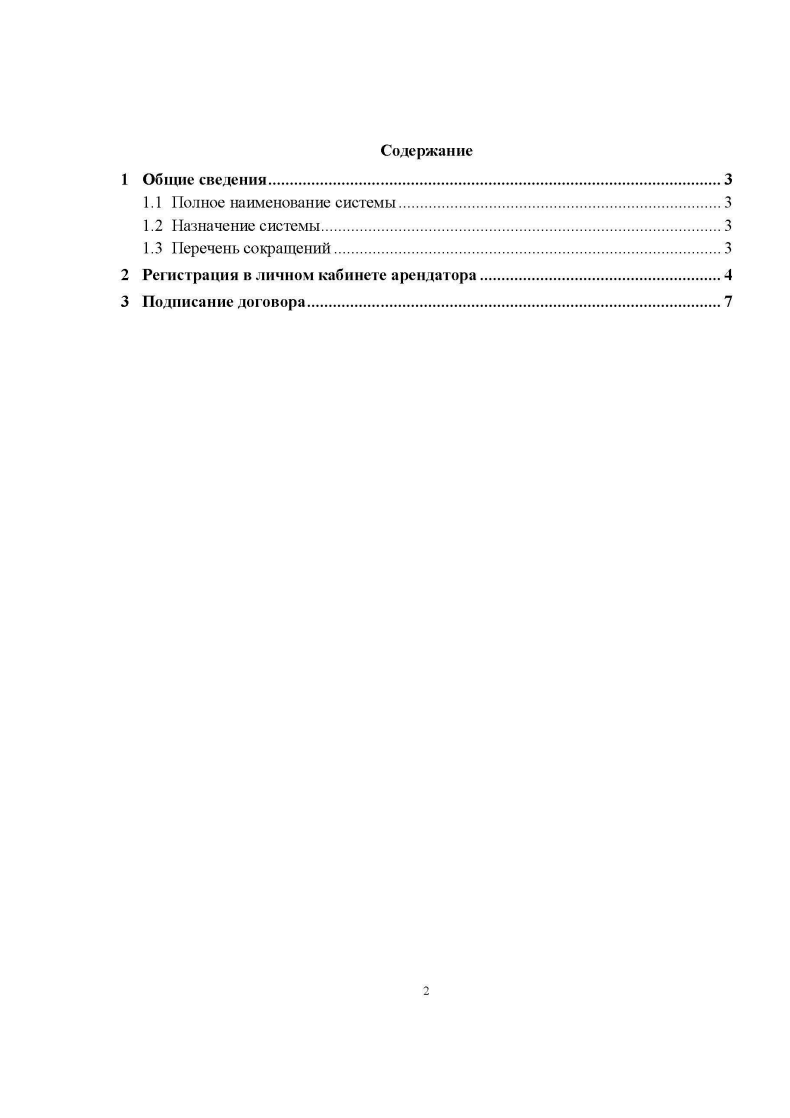 Содержание
1 Общие сведения 3
1.1 Полное наименование системы 3
1.2 Назначение системы 3
1.3 Перечень сокращений 3
2 Регистрация в личном кабинете арендатора 4
3 Подписание договора 7
2